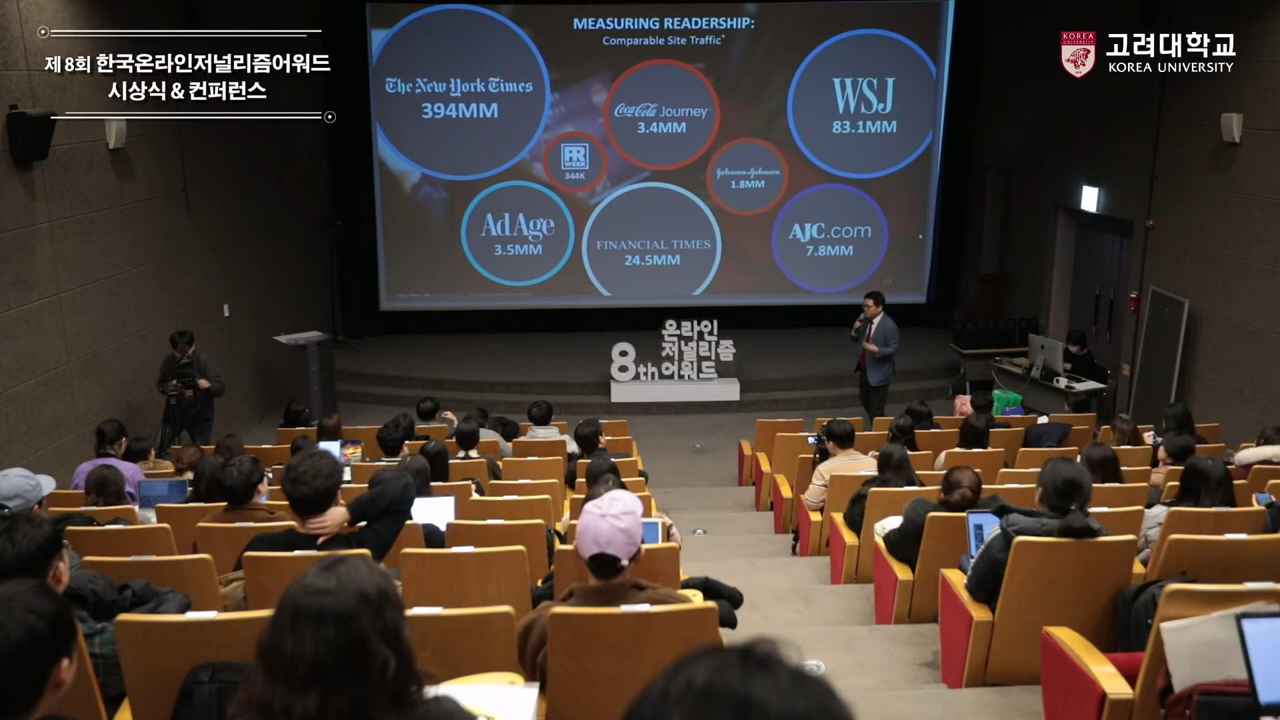 제 8회 한국온라인저널리즘어워드
시상식 & 컨퍼런스
KOREA
UNIVERSITY
고려대학교
KOREA UNIVERSITY
MEASURING READERSHIP:
Comparable Site Traffic*
The New York Times
394MM
Coca-Cola Journey
3.4MM
WSJ
83.1MM
PR
WEEK
344K
Johnson & Johnson
1.8MM
Ad Age
3.5MM
FINANCIAL TIMES
24.5MM
AJC.com
7.8MM
8th
온라인
저널리즘
어워드